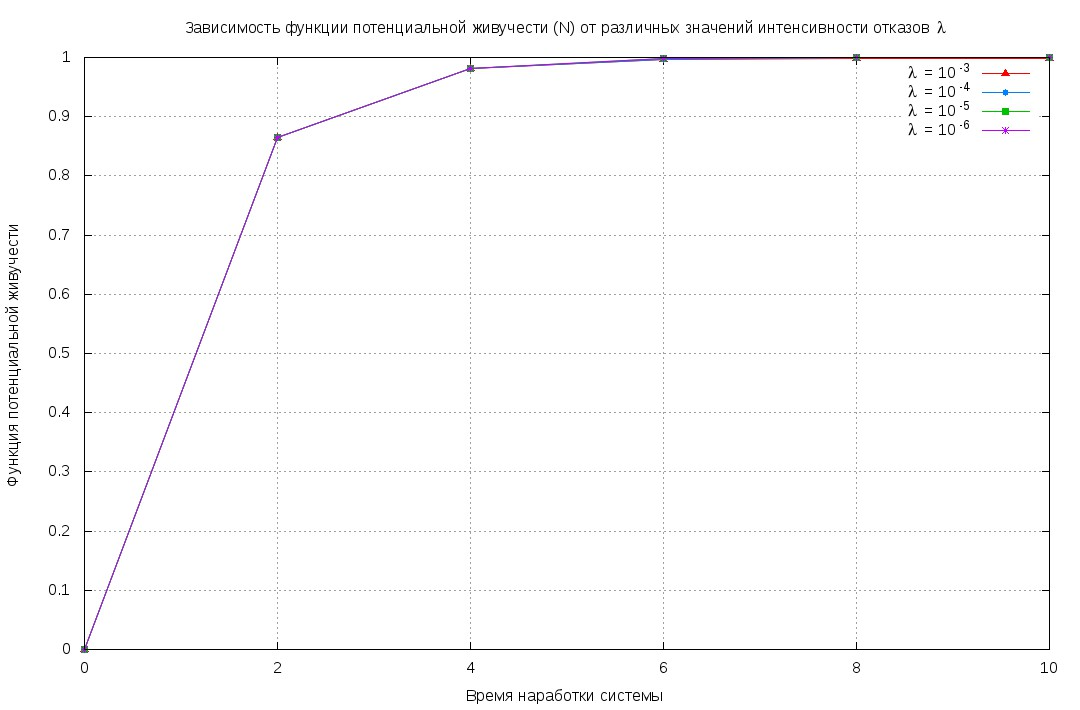 Зависимость функции потенциальной живучести (N) от различных значений интенсивности отказов λ
Функция потенциальной живучести
1
0.9
0.8
0.7
0.6
0.5
0.4
0.3
0.2
0.1
0
λ = 10⁻³
λ = 10⁻⁴
λ = 10⁻⁵
λ = 10⁻⁶
0 2 4 6 8 10
Время наработки системы